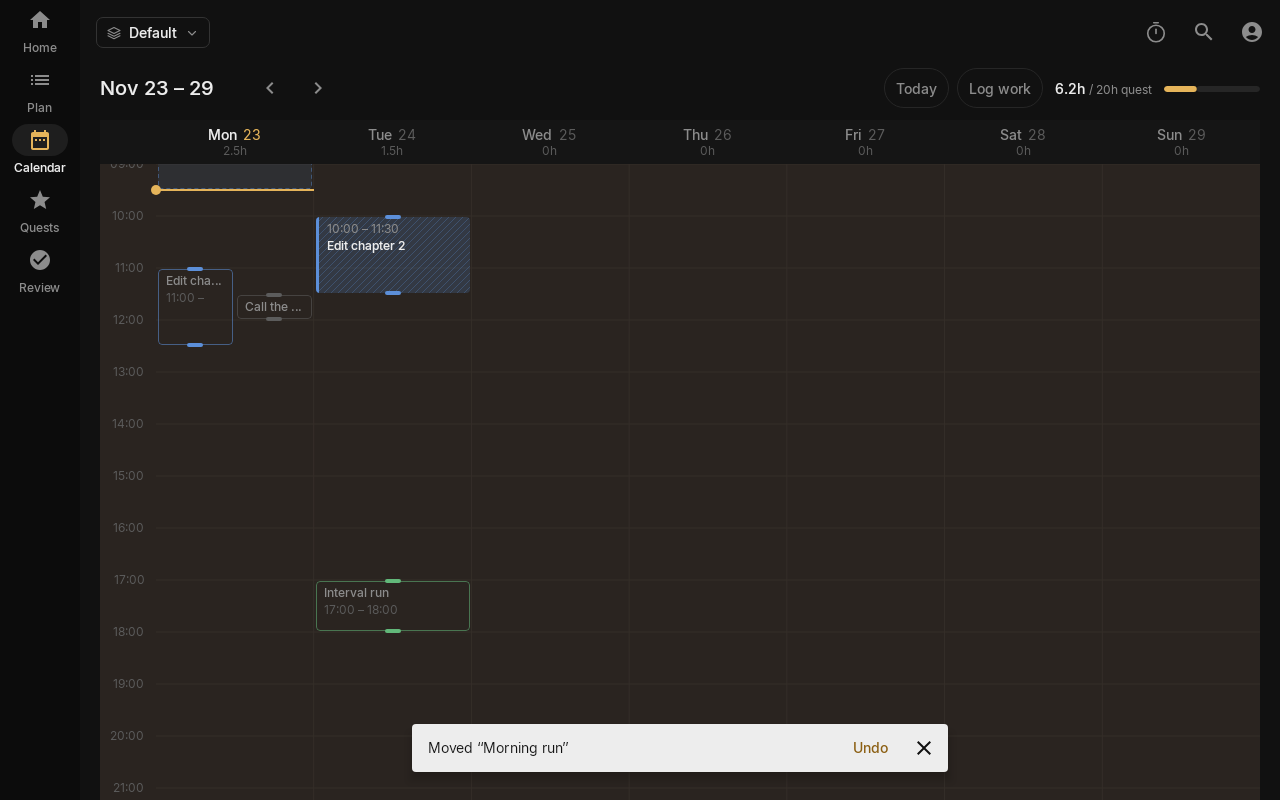 Home
Plan
Calendar
Quests
Review
Default
Nov 23 – 29
Today
Log work
6.2h / 20h quest
Mon 23
2.5h
Tue 24
1.5h
Wed 25
0h
Thu 26
0h
Fri 27
0h
Sat 28
0h
Sun 29
0h
09:00
10:00
11:00
12:00
13:00
14:00
15:00
16:00
17:00
18:00
19:00
20:00
21:00
Edit cha...
11:00 –
Call the ...
10:00 – 11:30
Edit chapter 2
Interval run
17:00 – 18:00
Moved “Morning run”
Undo